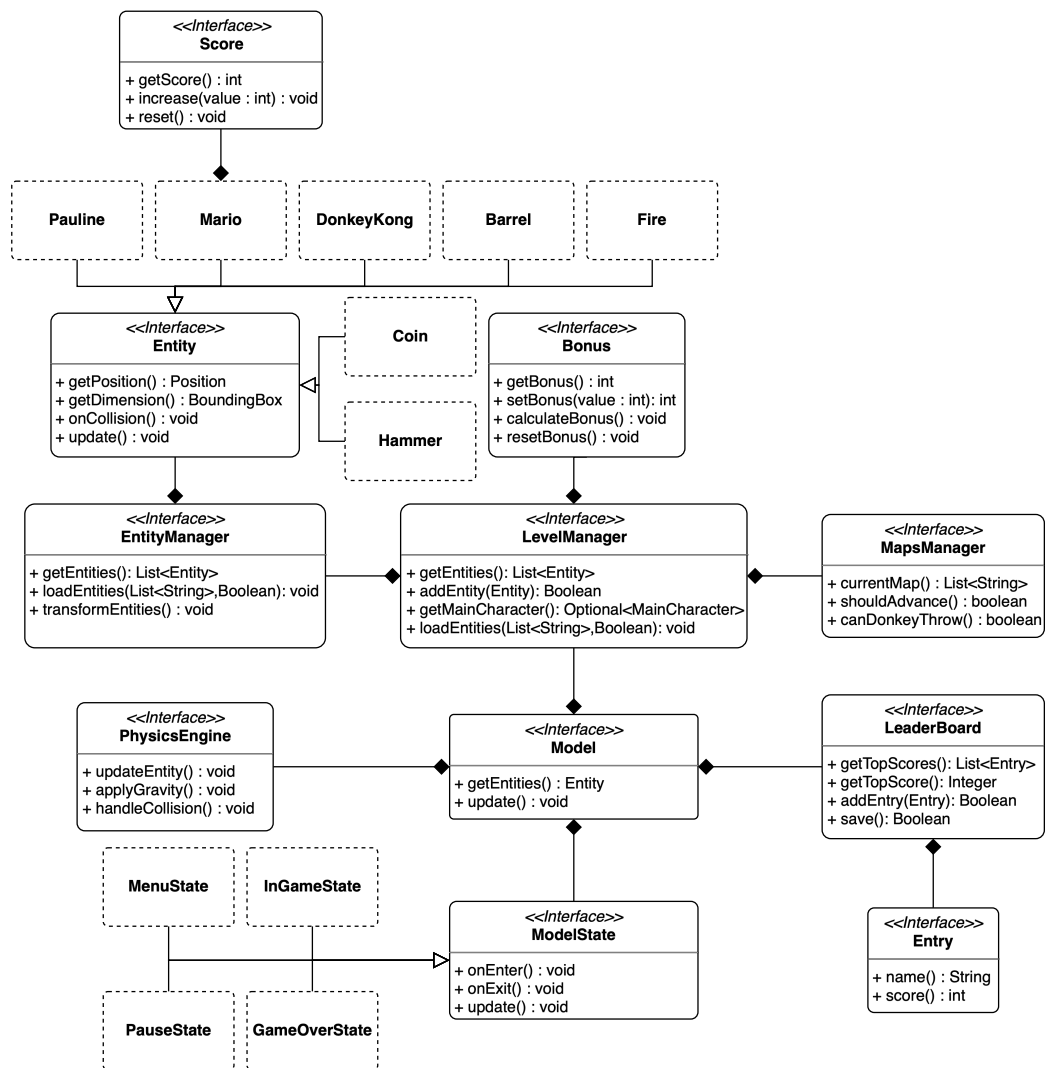 <<Interface>>
Score
+ getScore() : int
+ increase(value : int) : void
+ reset() : void
Pauline
Mario
DonkeyKong
Barrel
Fire
<<Interface>>
Entity
+ getPosition() : Position
+ getDimension() : BoundingBox
+ onCollision() : void
+ update() : void
Coin
Hammer
<<Interface>>
Bonus
+ getBonus() : int
+ setBonus(value : int): int
+ calculateBonus() : void
+ resetBonus() : void
<<Interface>>
EntityManager
+ getEntities(): List<Entity>
+ loadEntities(List<String>,Boolean): void
+ transformEntities() : void
<<Interface>>
LevelManager
+ getEntities(): List<Entity>
+ addEntity(Entity): Boolean
+ getMainCharacter(): Optional<MainCharacter>
+ loadEntities(List<String>,Boolean): void
<<Interface>>
MapsManager
+ currentMap() : List<String>
+ shouldAdvance() : boolean
+ canDonkeyThrow() : boolean
<<Interface>>
PhysicsEngine
+ updateEntity() : void
+ applyGravity() : void
+ handleCollision() : void
<<Interface>>
Model
+ getEntities() : Entity
+ update() : void
<<Interface>>
LeaderBoard
+ getTopScores(): List<Entry>
+ getTopScore(): Integer
+ addEntry(Entry): Boolean
+ save(): Boolean
MenuState
InGameState
PauseState
GameOverState
<<Interface>>
ModelState
+ onEnter() : void
+ onExit() : void
+ update() : void
<<Interface>>
Entry
+ name() : String
+ score() : int